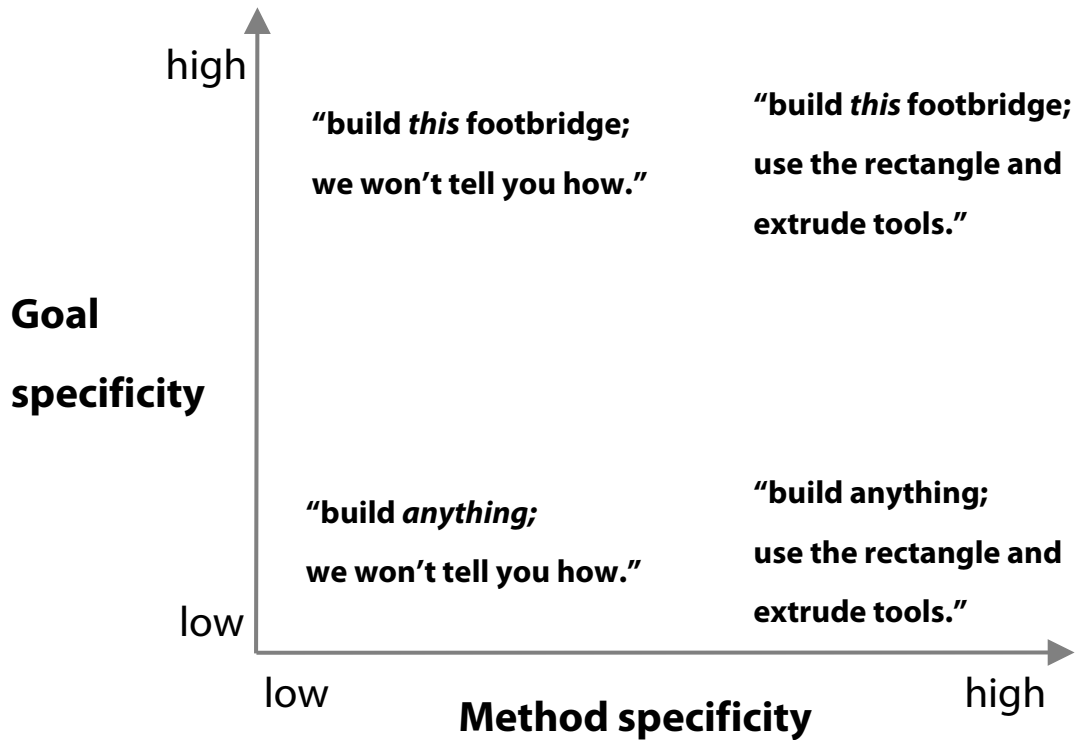 high
“build this footbridge;
we won’t tell you how.”
“build this footbridge;
use the rectangle and
extrude tools.”
Goal
specificity
“build anything;
we won’t tell you how.”
“build anything;
use the rectangle and
extrude tools.”
low
low
Method specificity
high